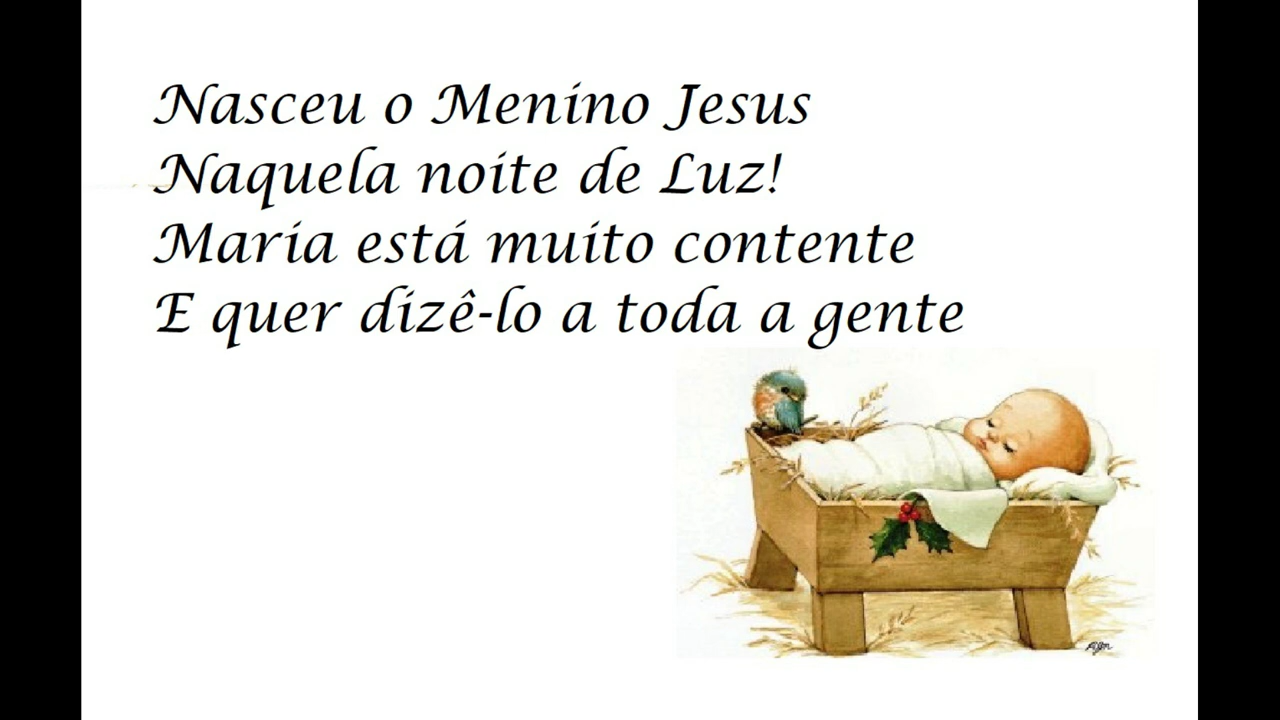 Nasceu o Menino Jesus
Naquela noite de Luz!
Maria está muito contente
E quer dizê-lo a toda a gente